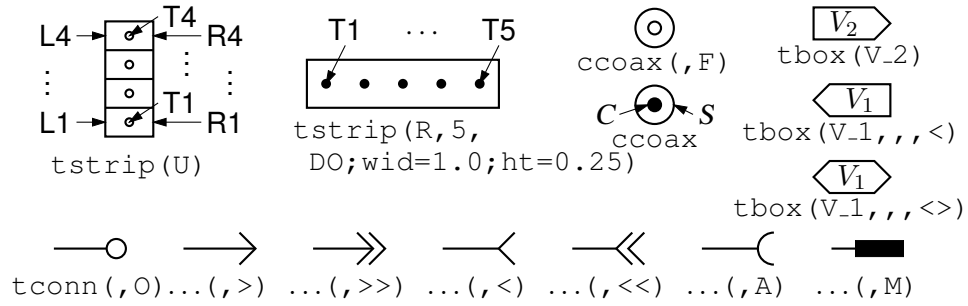 T4
L4 R4
⋮ ⋮
T1
⋮
L1 R1
tstrip(U)
T1 ··· T5
tstrip(R,5,
DO;wid=1.0;ht=0.25)
ccoax(,F)
C S
ccoax
V2
tbox(V_2)
V1
tbox(V_1,,,<)
V1
tbox(V_1,,,<>)
tconn(,O) ...(,>) ...(,>>) ...(,<) ...(,<<) ...(,A) ...(,M)